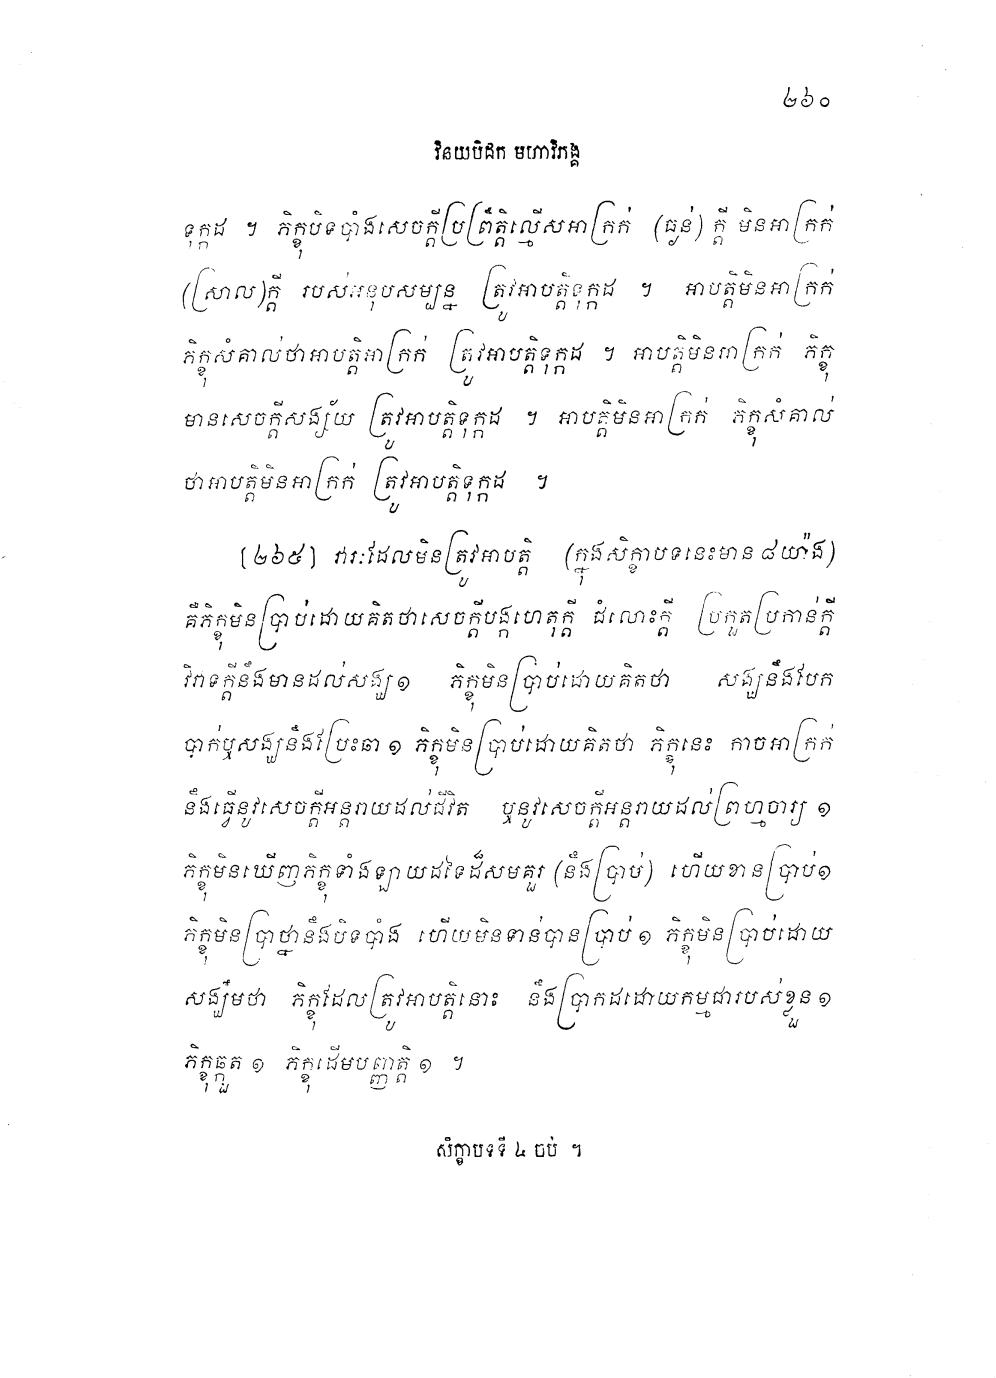 ២៦០
វិនយបិដក មហាវិភង្គ
ទុក្កដ ។ ភិក្ខុបិទបាំងសេចក្តីប្រព្រឹត្តិល្មើសអាក្រក់ (ធ្ងន់) ក្តី មិនអាក្រក់
(ស្រាល)ក្តី របស់អនុបសម្បន្ន ត្រូវអាបត្តិទុក្កដ ។ អាបត្តិមិនអាក្រក់
ភិក្ខុសំគាល់ថាអាបត្តិអាក្រក់ ត្រូវអាបត្តិទុក្កដ ។ អាបត្តិមិនអាក្រក់ ភិក្ខុ
មានសេចក្តីសង្ស័យ ត្រូវអាបត្តិទុក្កដ ។ អាបត្តិមិនអាក្រក់ ភិក្ខុសំគាល់
ថាអាបត្តិមិនអាក្រក់ ត្រូវអាបត្តិទុក្កដ ។
[២៦៥] វារៈដែលមិនត្រូវអាបត្តិ (ក្នុងសិក្ខាបទនេះមាន ៨យ៉ាង)
គឺភិក្ខុមិនប្រាប់ដោយគិតថាសេចក្តីបង្កហេតុក្តី ជំលោះក្តី ប្រកួតប្រកាន់ក្តី
វិវាទក្តីនឹងមានដល់សង្ឃ ១ ភិក្ខុមិនប្រាប់ដោយគិតថា សង្ឃនឹងបែក
បាក់ឬសង្ឃនឹងប្រែះឆា ១ ភិក្ខុមិនប្រាប់ដោយគិតថា ភិក្ខុនេះ កាចអាក្រក់
នឹងធ្វើនូវសេចក្តីអន្តរាយដល់ជីវិត ឬនូវសេចក្តីអន្តរាយដល់ព្រហ្មចារ្យ ១
ភិក្ខុមិនឃើញភិក្ខុទាំងឡាយដទៃដ៏សមគួរ (នឹងប្រាប់) ហើយខានប្រាប់១
ភិក្ខុមិនប្រាថ្នានឹងបិទបាំង ហើយមិនទាន់បានប្រាប់ ១ ភិក្ខុមិនប្រាប់ដោយ
សង្ឃឹមថា ភិក្ខុដែលត្រូវអាបត្តិនោះ នឹងប្រាកដដោយកម្មជារបស់ខ្លួន ១
ភិក្ខុឆ្កួត ១ ភិក្ខុដើមបញ្ញត្តិ ១ ។
សិក្ខាបទទី ៤ ចប់ ។